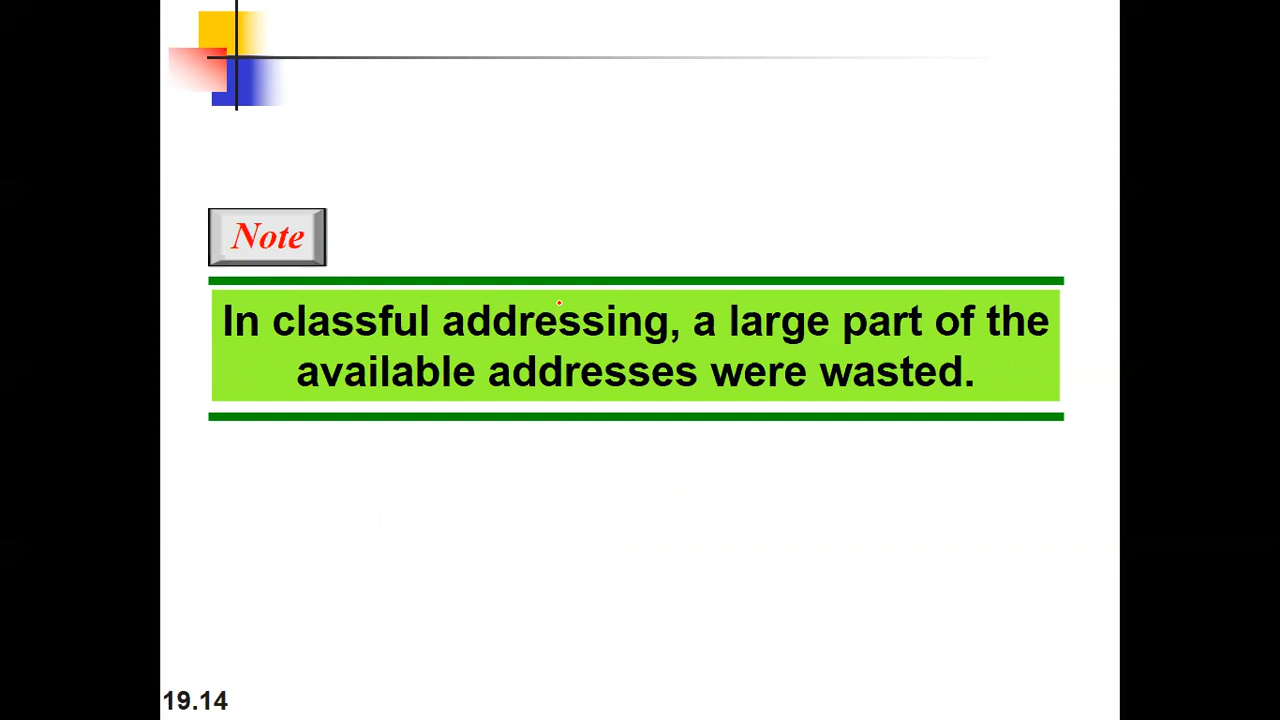 Note
In classful addressing, a large part of the
available addresses were wasted.
19.14